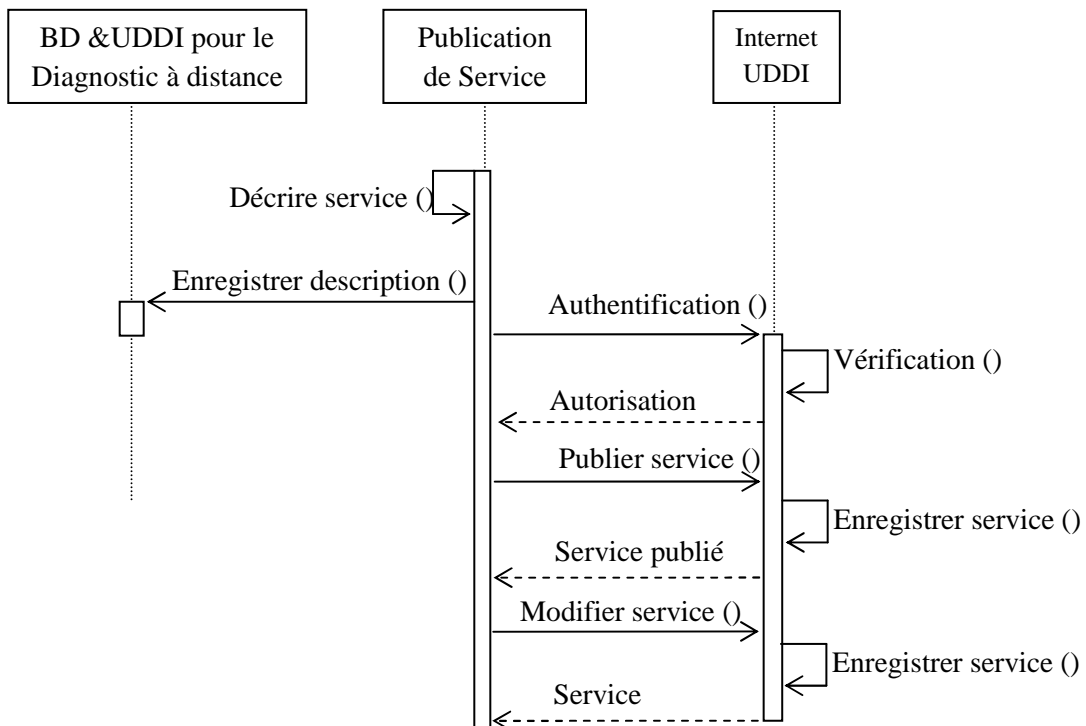 BD &UDDI pour le
Diagnostic à distance
Publication
de Service
Internet
UDDI
Décrire service ()
Enregistrer description ()
Authentification ()
Vérification ()
Autorisation
Publier service ()
Enregistrer service ()
Service publié
Modifier service ()
Enregistrer service ()
Service